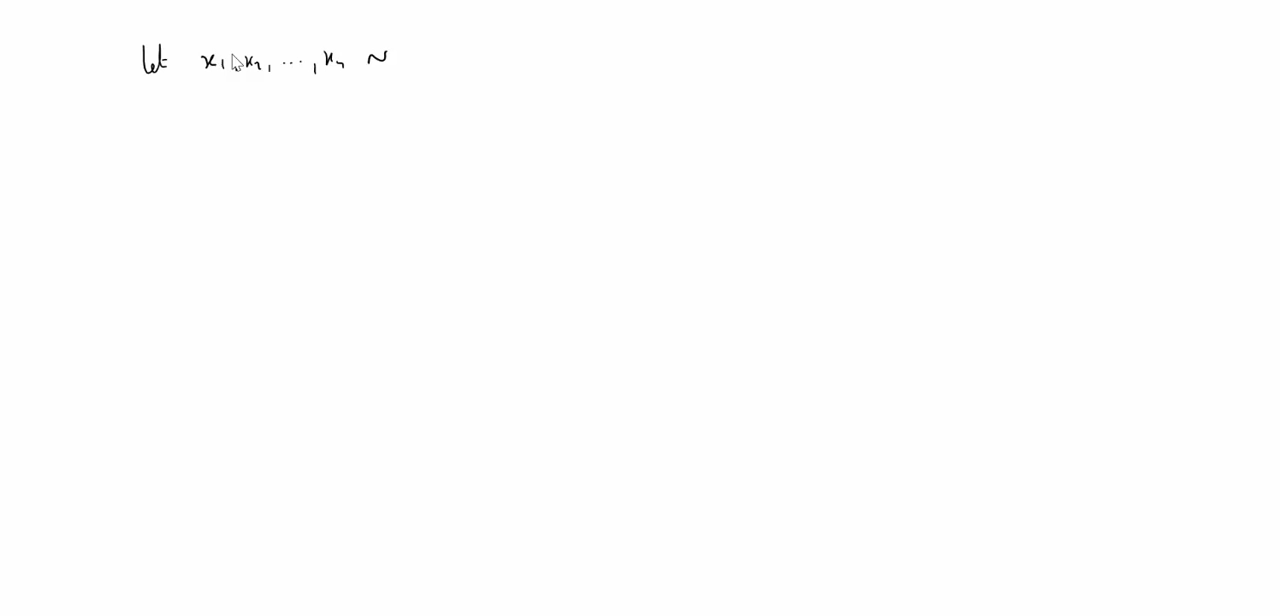 let x₁, x₂, ..., xₙ ~